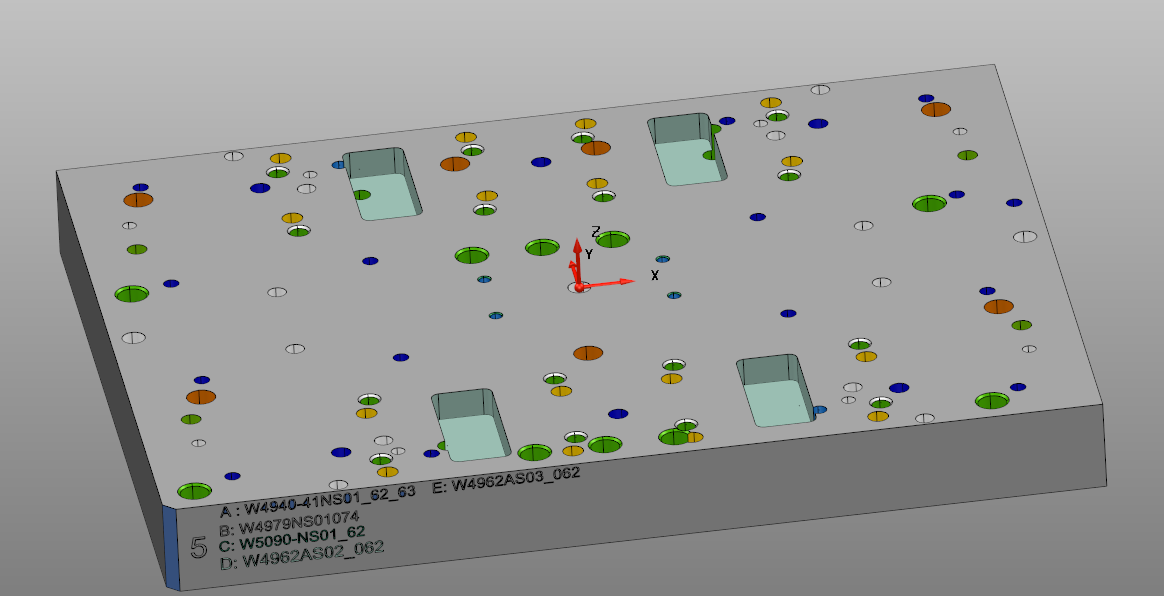 Z
Y
X
A : W4940-41NS01_62_63 E: W4962AS03_062
B: W4979NS01074
5 C: W5090-NS01_62
D: W4962AS02_062